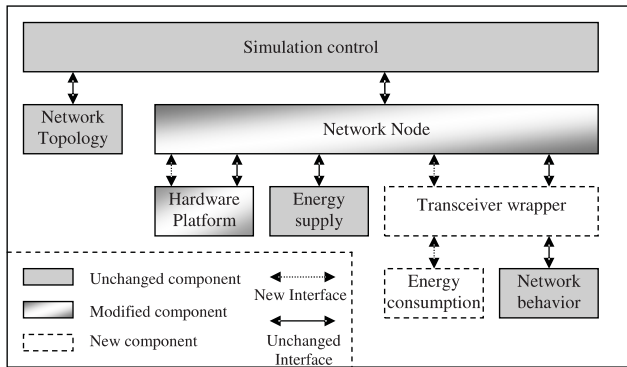 Simulation control
Network
Topology
Network Node
Hardware
Platform
Energy
supply
Transceiver wrapper
Energy
consumption
Network
behavior
Unchanged component
Modified component
New component
New Interface
Unchanged
Interface